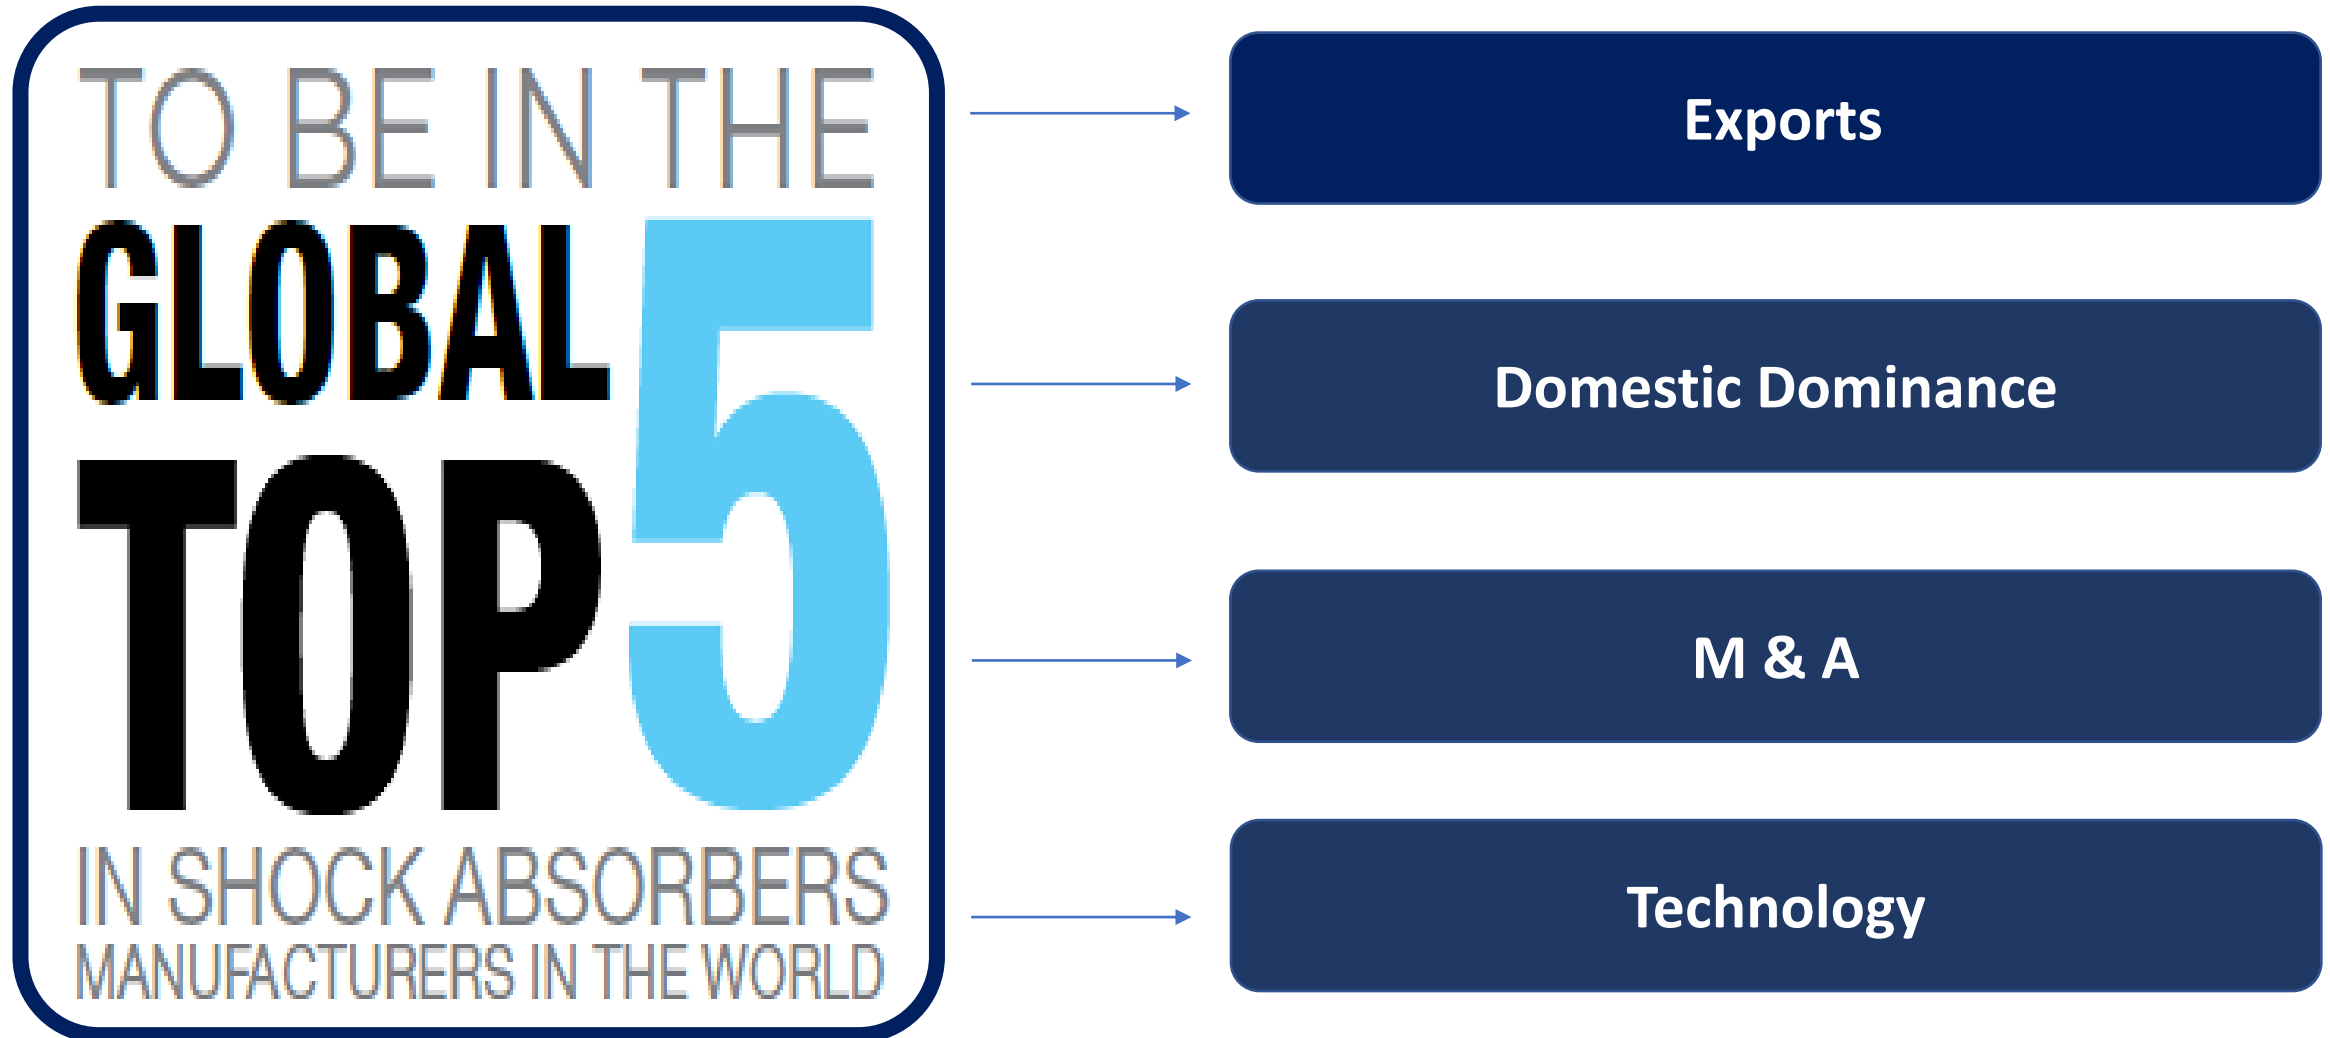 TO BE IN THE
GLOBAL
TOP 5
IN SHOCK ABSORBERS
MANUFACTURERS IN THE WORLD
Exports
Domestic Dominance
M & A
Technology